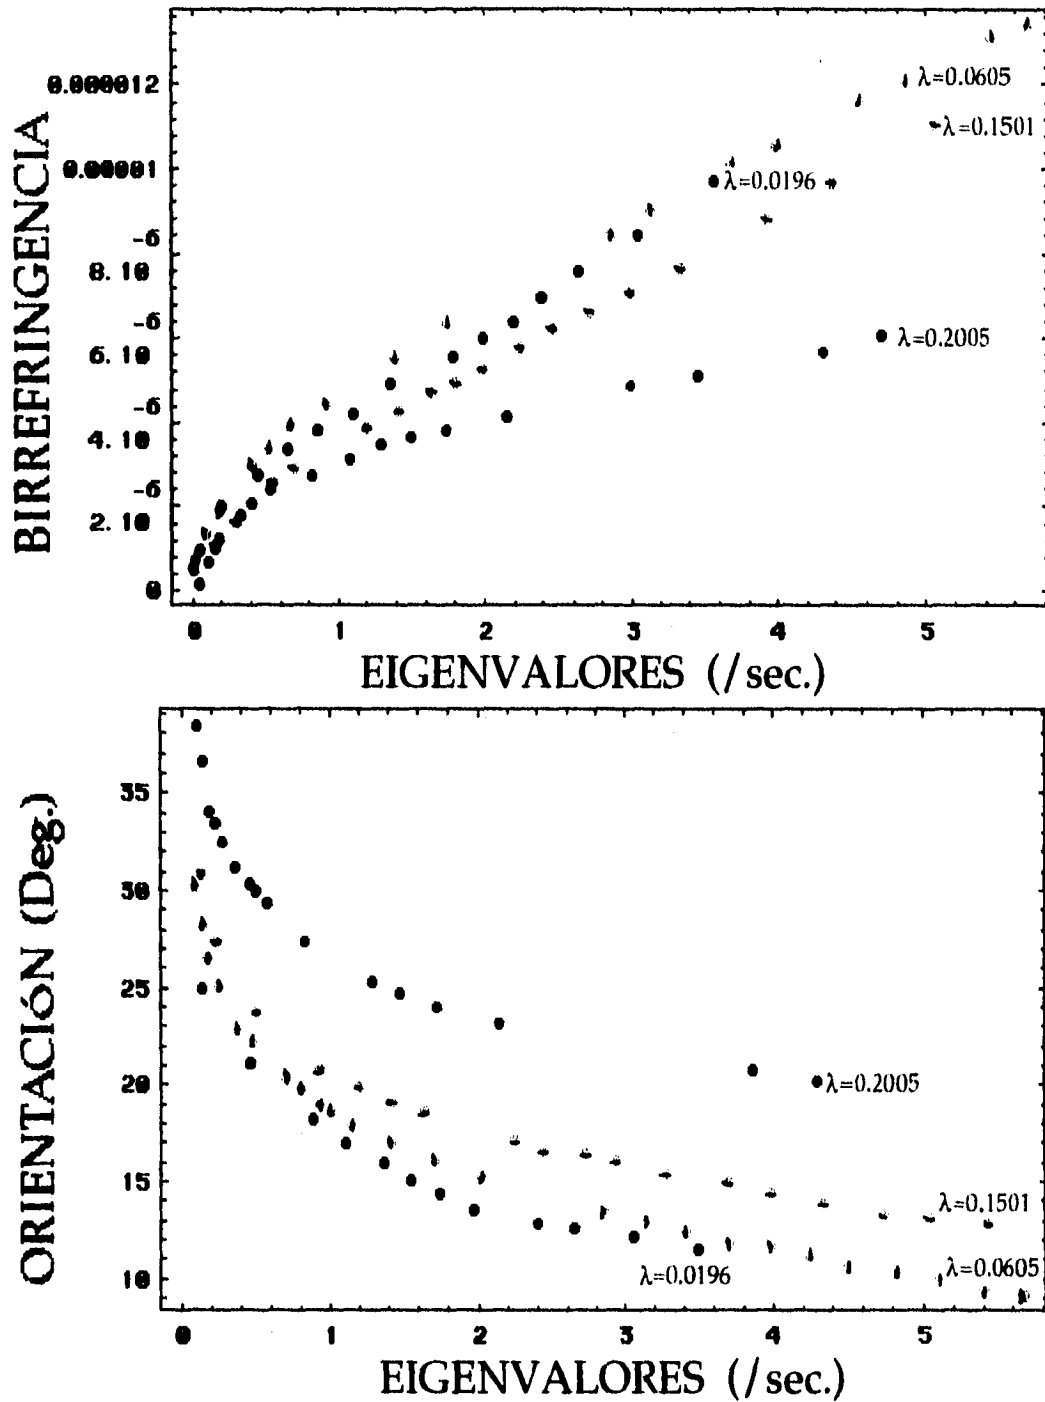 BIRREFRINGENCIA
0.000012
0.00001
-6
8.10
-6
6.10
-6
4.10
-6
2.10
0
λ=0.0605
λ=0.1501
λ=0.0196
λ=0.2005
0 1 2 3 4 5
EIGENVALORES (/sec.)
ORIENTACIÓN (Deg.)
35
30
25
20
15
10
λ=0.2005
λ=0.1501
λ=0.0605
λ=0.0196
0 1 2 3 4 5
EIGENVALORES (/sec.)